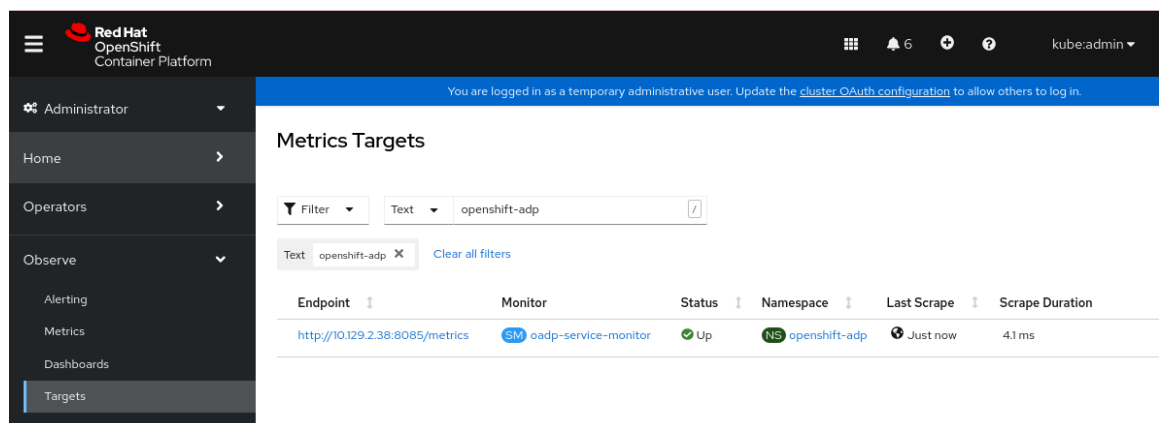 Red Hat
OpenShift
Container Platform
6
kube:admin
You are logged in as a temporary administrative user. Update the cluster OAuth configuration to allow others to log in.
Administrator
Home
Operators
Observe
Alerting
Metrics
Dashboards
Targets
Metrics Targets
Filter Text openshift-adp /
Text openshift-adp Clear all filters
Endpoint Monitor Status Namespace Last Scrape Scrape Duration
http://10.129.2.38:8085/metrics SM oadp-service-monitor Up NS openshift-adp Just now 4.1 ms